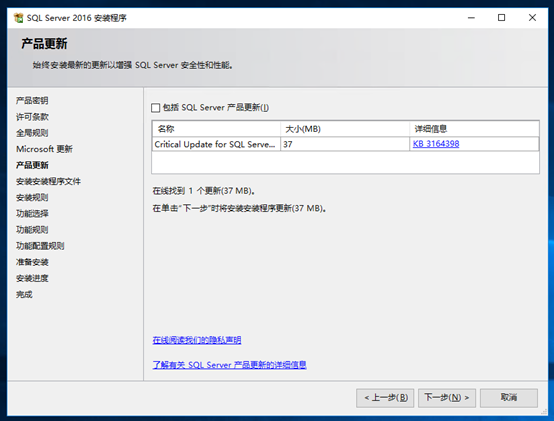 SQL Server 2016 安装程序
产品更新
始终安装最新的更新以增强 SQL Server 安全性和性能。
产品密钥
许可条款
全局规则
Microsoft 更新
产品更新
安装安装程序文件
安装规则
功能选择
功能规则
功能配置规则
准备安装
安装进度
完成
包括 SQL Server 产品更新(I)
名称 大小(MB) 详细信息
Critical Update for SQL Serve... 37 KB 3164398
在线找到 1 个更新(37 MB)。
在单击"下一步"时将安装安装程序更新(37 MB)。
在线阅读我们的隐私声明
了解有关 SQL Server 产品更新的详细信息
< 上一步(B) 下一步(N) > 取消